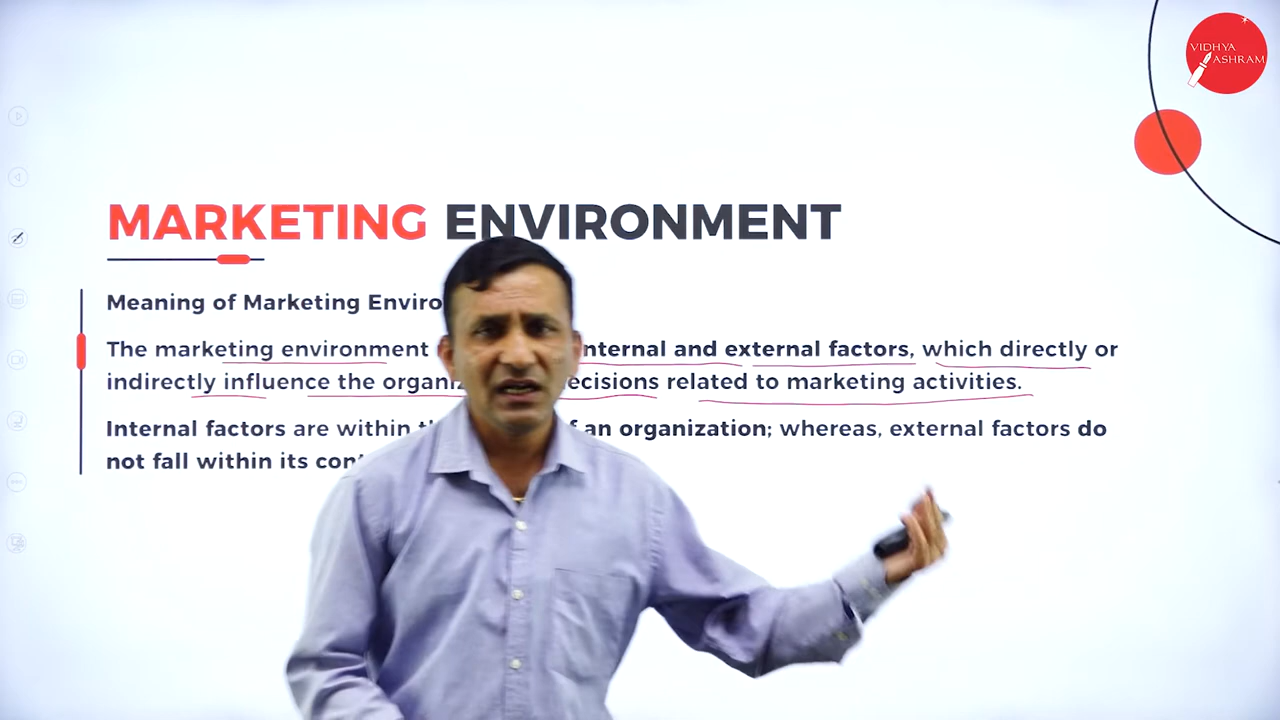 VIDHYA
ASHRAM
MARKETING ENVIRONMENT
Meaning of Marketing Enviro
The marketing environment nternal and external factors, which directly or
indirectly influence the organiz ecisions related to marketing activities.
Internal factors are within th f an organization; whereas, external factors do
not fall within its con